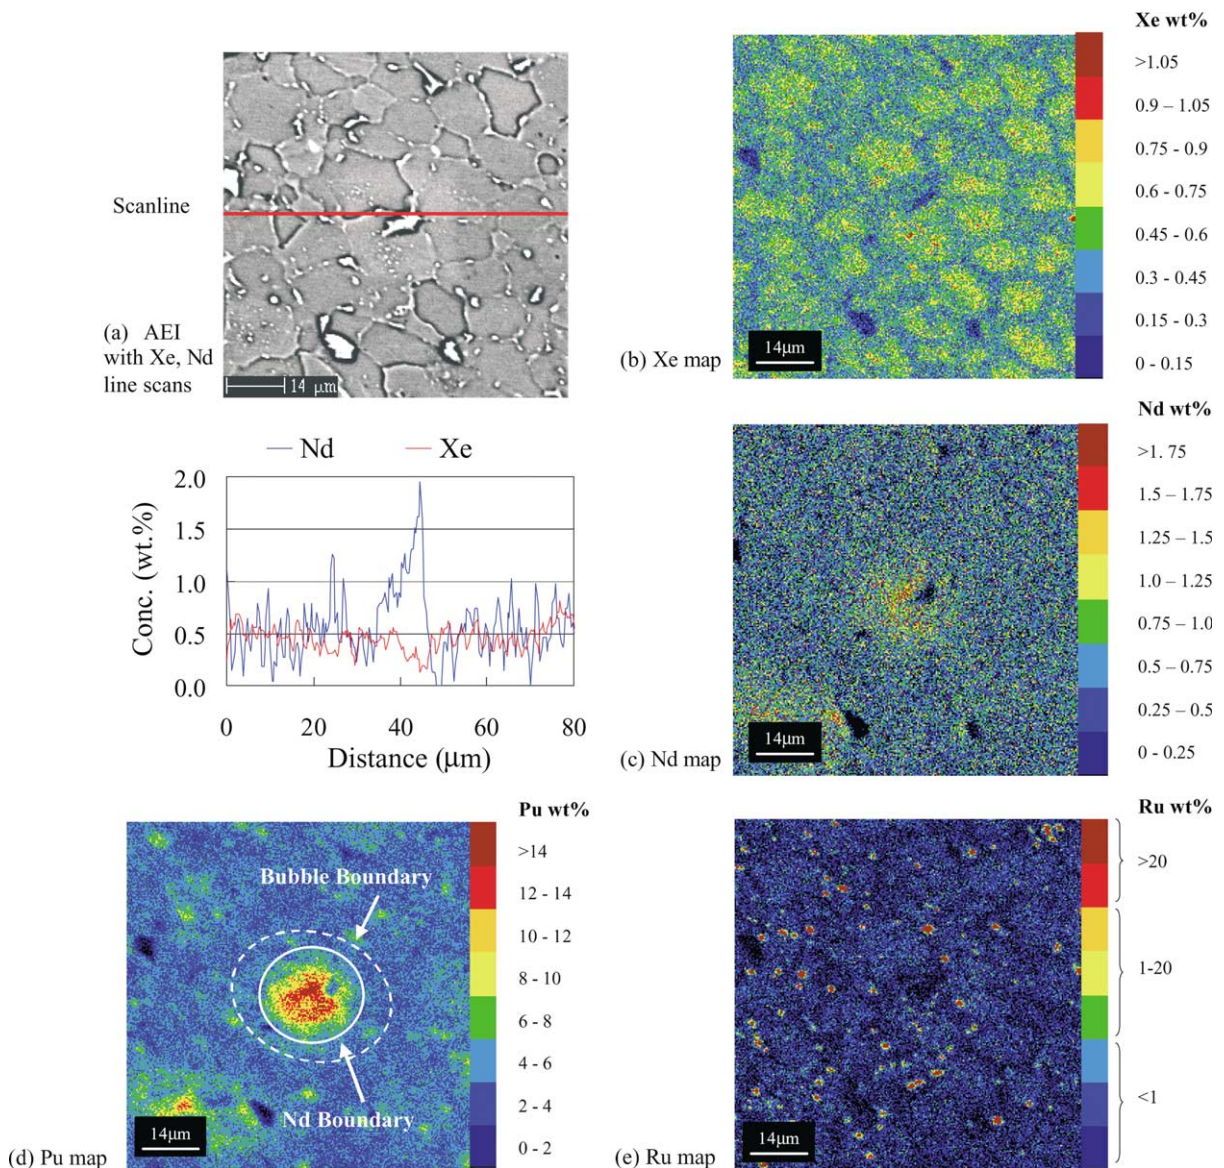 Scanline
(a) AEI
with Xe, Nd
line scans
14 μm
Xe wt%
>1.05
0.9 – 1.05
0.75 – 0.9
0.6 - 0.75
0.45 - 0.6
0.3 - 0.45
0.15 - 0.3
0 - 0.15
14μm
(b) Xe map
Nd Xe
Conc. (wt.%)
2.0
1.5
1.0
0.5
0.0
0 20 40 60 80
Distance (μm)
Nd wt%
>1.75
1.5 – 1.75
1.25 – 1.5
1.0 – 1.25
0.75 – 1.0
0.5 – 0.75
0.25 – 0.5
0 - 0.25
14μm
(c) Nd map
Pu wt%
>14
12 - 14
10 - 12
8 - 10
6 - 8
4 - 6
2 - 4
0 - 2
Bubble Boundary
Nd Boundary
14μm
(d) Pu map
Ru wt%
>20
1-20
<1
14μm
(e) Ru map